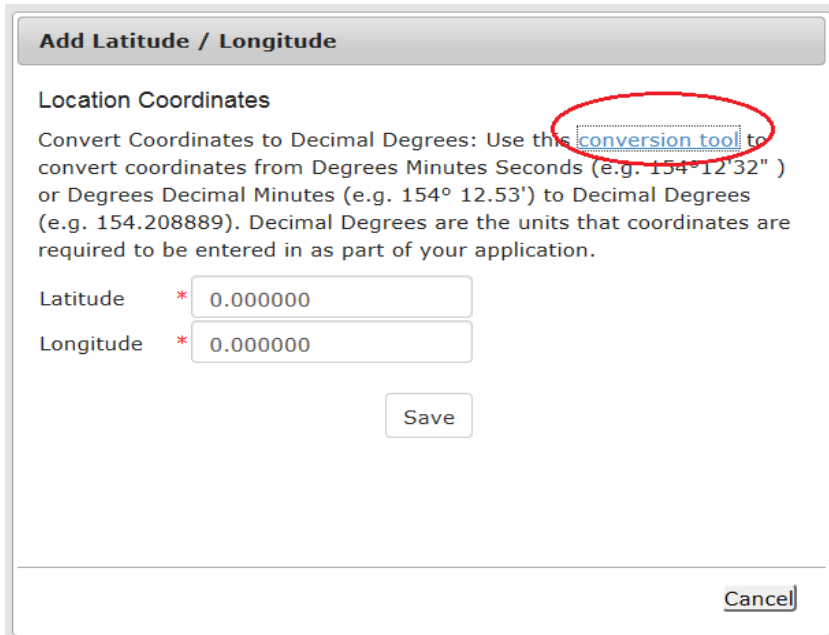 Add Latitude / Longitude
Location Coordinates
Convert Coordinates to Decimal Degrees: Use this conversion tool to
convert coordinates from Degrees Minutes Seconds (e.g. 154°12'32" )
or Degrees Decimal Minutes (e.g. 154° 12.53') to Decimal Degrees
(e.g. 154.208889). Decimal Degrees are the units that coordinates are
required to be entered in as part of your application.
Latitude * 0.000000
Longitude * 0.000000
Save
Cancel